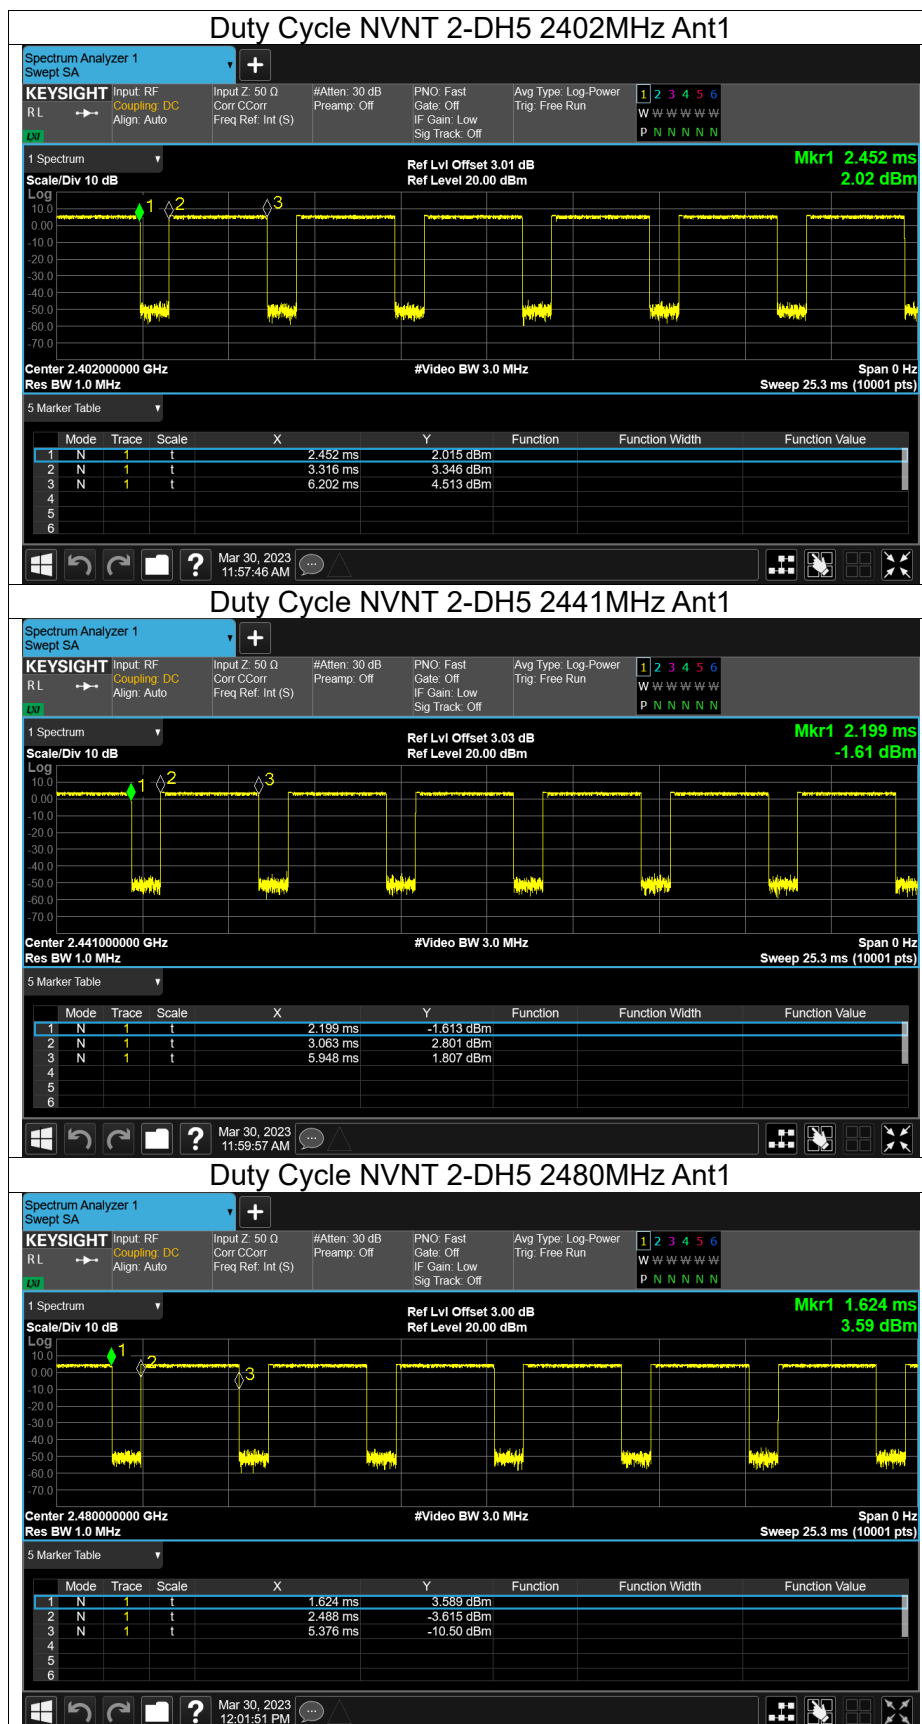 Duty Cycle NVNT 2-DH5 2402MHz Ant1
Spectrum Analyzer 1
Swept SA
+
KEYSIGHT Input: RF Input Z: 50 Ω #Atten: 30 dB PNO: Fast Avg Type: Log-Power 1 2 3 4 5 6
R L Coupling: DC Corr CCorr Preamp: Off Gate: Off Trig: Free Run W W W W W W
Align: Auto Freq Ref: Int (S) IF Gain: Low
LXI Sig Track: Off P N N N N N
1 Spectrum Ref Lvl Offset 3.01 dB Mkr1 2.452 ms
Scale/Div 10 dB Ref Level 20.00 dBm 2.02 dBm
Log
1 2 3
10.0
0.00
-10.0
-20.0
-30.0
-40.0
-50.0
-60.0
-70.0
Center 2.402000000 GHz #Video BW 3.0 MHz Span 0 Hz
Res BW 1.0 MHz Sweep 25.3 ms (10001 pts)
5 Marker Table
Mode Trace Scale X Y Function Function Width Function Value
1 N 1 t 2.452 ms 2.015 dBm
2 N 1 t 3.316 ms 3.346 dBm
3 N 1 t 6.202 ms 4.513 dBm
4
5
6
? Mar 30, 2023
11:57:46 AM
Duty Cycle NVNT 2-DH5 2441MHz Ant1
Spectrum Analyzer 1
Swept SA
+
KEYSIGHT Input: RF Input Z: 50 Ω #Atten: 30 dB PNO: Fast Avg Type: Log-Power 1 2 3 4 5 6
R L Coupling: DC Corr CCorr Preamp: Off Gate: Off Trig: Free Run W W W W W W
Align: Auto Freq Ref: Int (S) IF Gain: Low
LXI Sig Track: Off P N N N N N
1 Spectrum Ref Lvl Offset 3.03 dB Mkr1 2.199 ms
Scale/Div 10 dB Ref Level 20.00 dBm -1.61 dBm
Log
1 2 3
10.0
0.00
-10.0
-20.0
-30.0
-40.0
-50.0
-60.0
-70.0
Center 2.441000000 GHz #Video BW 3.0 MHz Span 0 Hz
Res BW 1.0 MHz Sweep 25.3 ms (10001 pts)
5 Marker Table
Mode Trace Scale X Y Function Function Width Function Value
1 N 1 t 2.199 ms -1.613 dBm
2 N 1 t 3.063 ms 2.801 dBm
3 N 1 t 5.948 ms 1.807 dBm
4
5
6
? Mar 30, 2023
11:59:57 AM
Duty Cycle NVNT 2-DH5 2480MHz Ant1
Spectrum Analyzer 1
Swept SA
+
KEYSIGHT Input: RF Input Z: 50 Ω #Atten: 30 dB PNO: Fast Avg Type: Log-Power 1 2 3 4 5 6
R L Coupling: DC Corr CCorr Preamp: Off Gate: Off Trig: Free Run W W W W W W
Align: Auto Freq Ref: Int (S) IF Gain: Low
LXI Sig Track: Off P N N N N N
1 Spectrum Ref Lvl Offset 3.00 dB Mkr1 1.624 ms
Scale/Div 10 dB Ref Level 20.00 dBm 3.59 dBm
Log
1 2 3
10.0
0.00
-10.0
-20.0
-30.0
-40.0
-50.0
-60.0
-70.0
Center 2.480000000 GHz #Video BW 3.0 MHz Span 0 Hz
Res BW 1.0 MHz Sweep 25.3 ms (10001 pts)
5 Marker Table
Mode Trace Scale X Y Function Function Width Function Value
1 N 1 t 1.624 ms 3.589 dBm
2 N 1 t 2.488 ms -3.615 dBm
3 N 1 t 5.376 ms -10.50 dBm
4
5
6
? Mar 30, 2023
12:01:51 PM